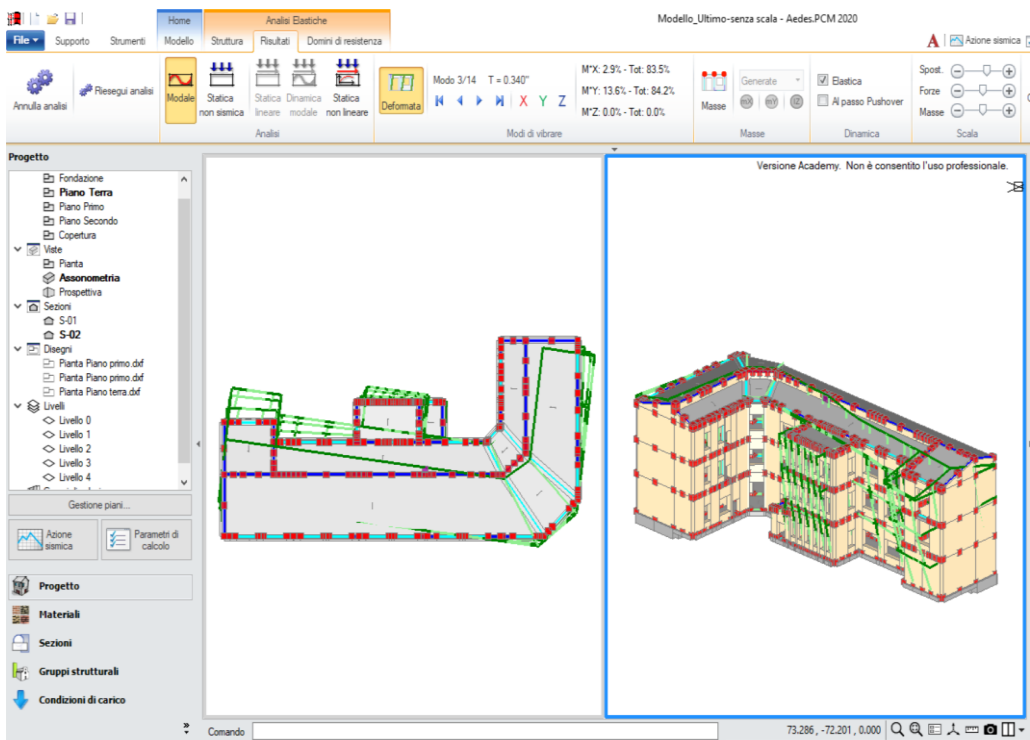 Home
Analisi Elastiche
Modello_Ultimo-senza scala - Aedes.PCM 2020
File
Supporto
Strumenti
Modello
Struttura
Risultati
Domini di resistenza
A
Azione sismica
Annulla analisi
Riesegui analisi
Modale
Statica non sismica
Statica lineare
Dinamica modale
Statica non lineare
Analisi
Deformata
Modo 3/14 T = 0.340"
X Y Z
M*X: 2.9% - Tot: 83.5%
M*Y: 13.6% - Tot: 84.2%
M*Z: 0.0% - Tot: 0.0%
Modi di vibrare
Masse
Generate
mX
mY
IZ
Masse
Elastica
Al passo Pushover
Dinamica
Spost.
Forze
Masse
Scala
Progetto
Fondazione
Piano Terra
Piano Primo
Piano Secondo
Copertura
Viste
Pianta
Assonometria
Prospettiva
Sezioni
S-01
S-02
Disegni
Pianta Piano primo.dxf
Pianta Piano primo.dxf
Pianta Piano terra.dxf
Livelli
Livello 0
Livello 1
Livello 2
Livello 3
Livello 4
Gestione piani...
Azione sismica
Parametri di calcolo
Progetto
Materiali
Sezioni
Gruppi strutturali
Condizioni di carico
Versione Academy. Non è consentito l'uso professionale.
Comando
73.286 , -72.201 , 0.000